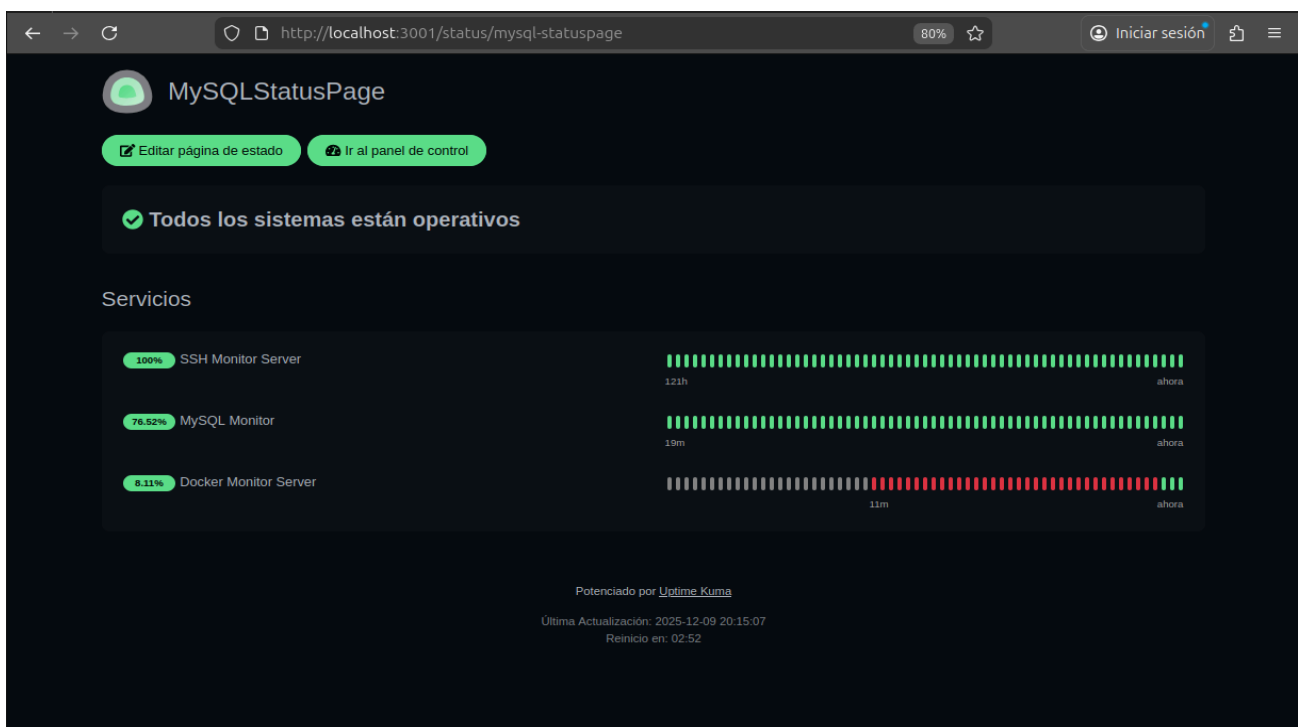 http://localhost:3001/status/mysql-statuspage
80%
Iniciar sesión
MySQLStatusPage
Editar página de estado
Ir al panel de control
Todos los sistemas están operativos
Servicios
100% SSH Monitor Server
121h ahora
76.52% MySQL Monitor
19m ahora
8.11% Docker Monitor Server
11m ahora
Potenciado por Uptime Kuma
Última Actualización: 2025-12-09 20:15:07
Reinicio en: 02:52